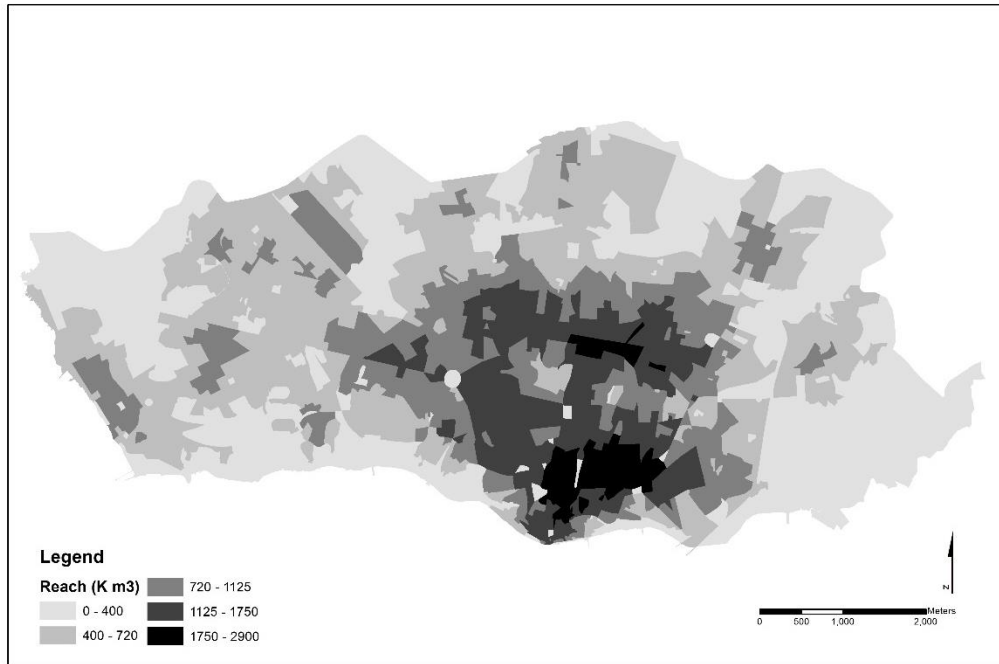 Legend
Reach (K m3)
0 - 400
400 - 720
720 - 1125
1125 - 1750
1750 - 2900
N
Meters
0 500 1,000 2,000